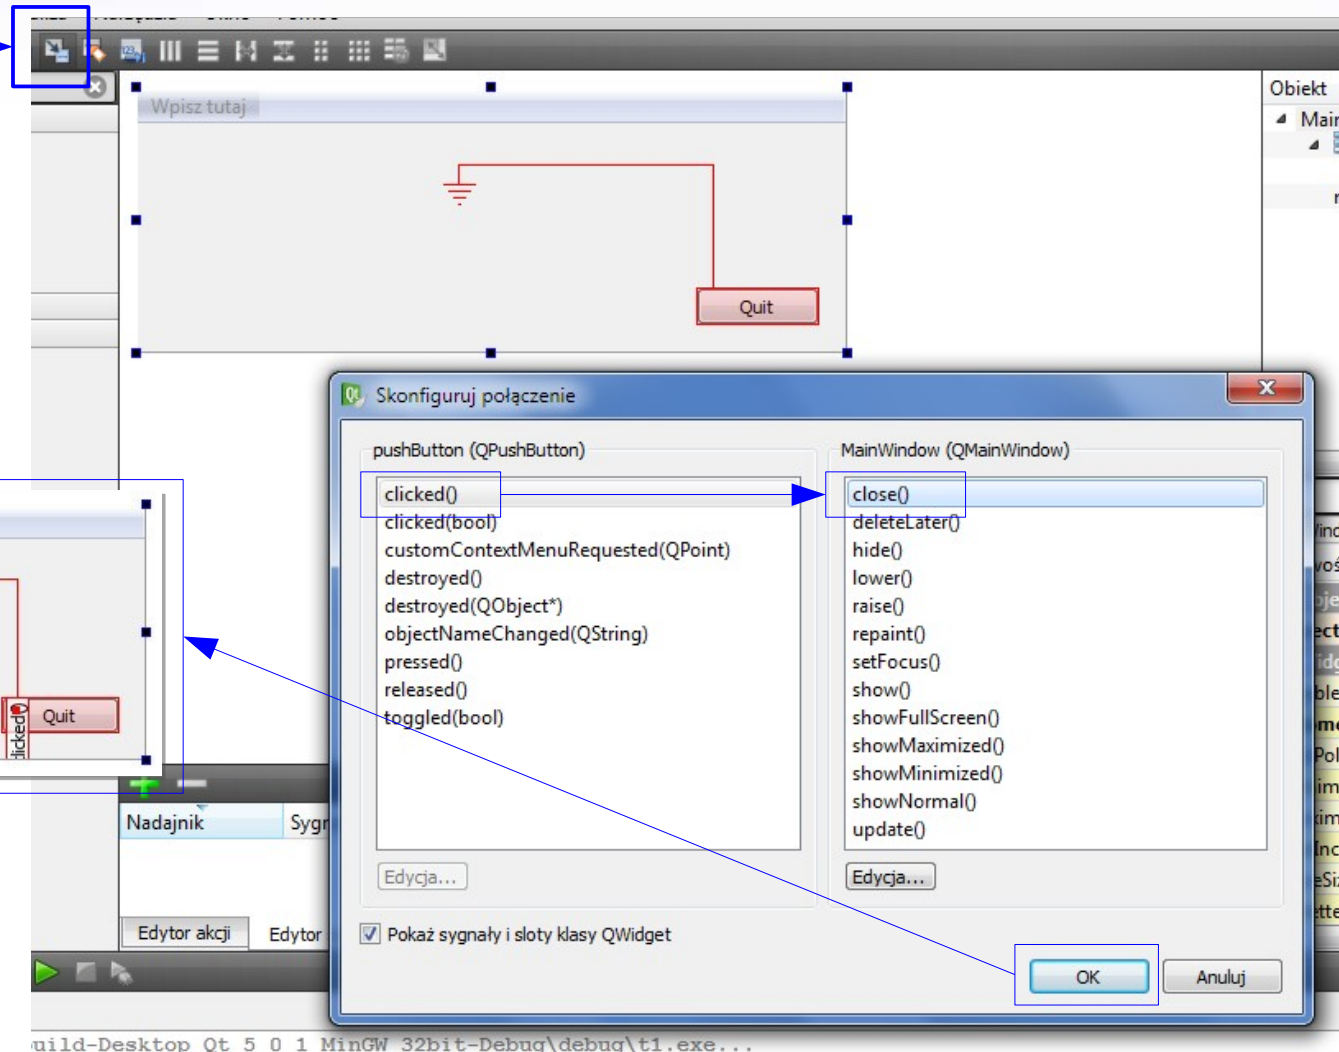 Wpisz tutaj
Quit
Obiekt
Skonfiguruj połączenie
pushButton (QPushButton)
clicked()
clicked(bool)
customContextMenuRequested(QPoint)
destroyed()
destroyed(QObject*)
objectNameChanged(QString)
pressed()
released()
toggled(bool)
Edycja...
MainWindow (QMainWindow)
close()
deleteLater()
hide()
lower()
raise()
repaint()
setFocus()
show()
showFullScreen()
showMaximized()
showMinimized()
showNormal()
update()
Edycja...
Pokaż sygnały i sloty klasy QWidget
OK
Anuluj
Quit
Nadajnik
Edytor akcji
Edytor
uild-Desktop Qt 5 0 1 MinGW 32bit-Debug\debug\t1.exe...